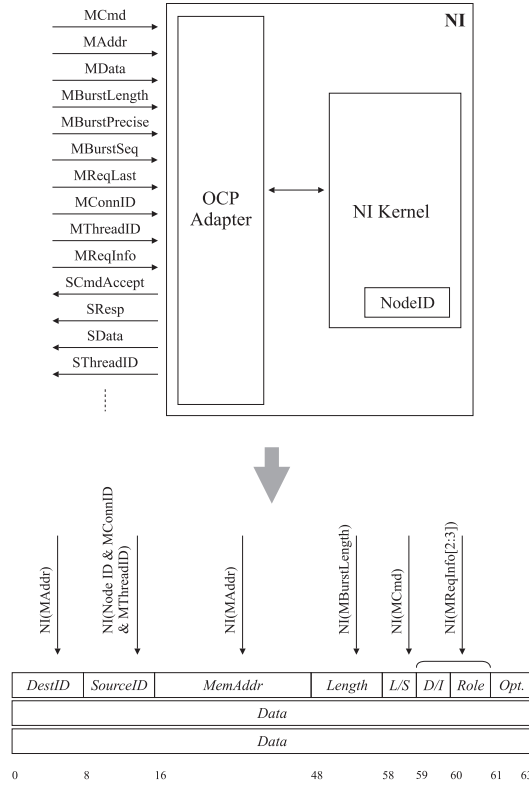 NI
MCmd
MAddr
MData
MBurstLength
MBurstPrecise
MBurstSeq
MReqLast
MConnID
MThreadID
MReqInfo
SCmdAccept
SResp
SData
SThreadID
OCP
Adapter
NI Kernel
NodeID
NI(MAddr)
NI(Node ID & MConnID
& MThreadID)
NI(MAddr)
NI(MBurstLength)
NI(MCmd)
NI(MReqInfo[2:3])
DestID SourceID MemAddr Length L/S D/I Role Opt.
Data
Data
0 8 16 48 58 59 60 61 63